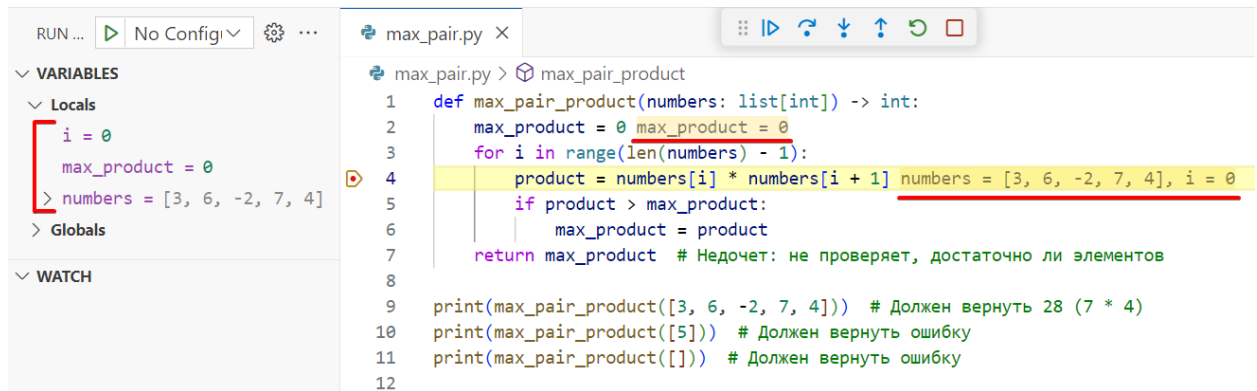 RUN ... No Config
max_pair.py
VARIABLES
Locals
i = 0
max_product = 0
numbers = [3, 6, -2, 7, 4]
Globals
WATCH
max_pair.py > max_pair_product
1 def max_pair_product(numbers: list[int]) -> int:
2 max_product = 0 max_product = 0
3 for i in range(len(numbers) - 1):
4 product = numbers[i] * numbers[i + 1] numbers = [3, 6, -2, 7, 4], i = 0
5 if product > max_product:
6 max_product = product
7 return max_product # Недочет: не проверяет, достаточно ли элементов
8
9 print(max_pair_product([3, 6, -2, 7, 4])) # Должен вернуть 28 (7 * 4)
10 print(max_pair_product([5])) # Должен вернуть ошибку
11 print(max_pair_product([])) # Должен вернуть ошибку
12